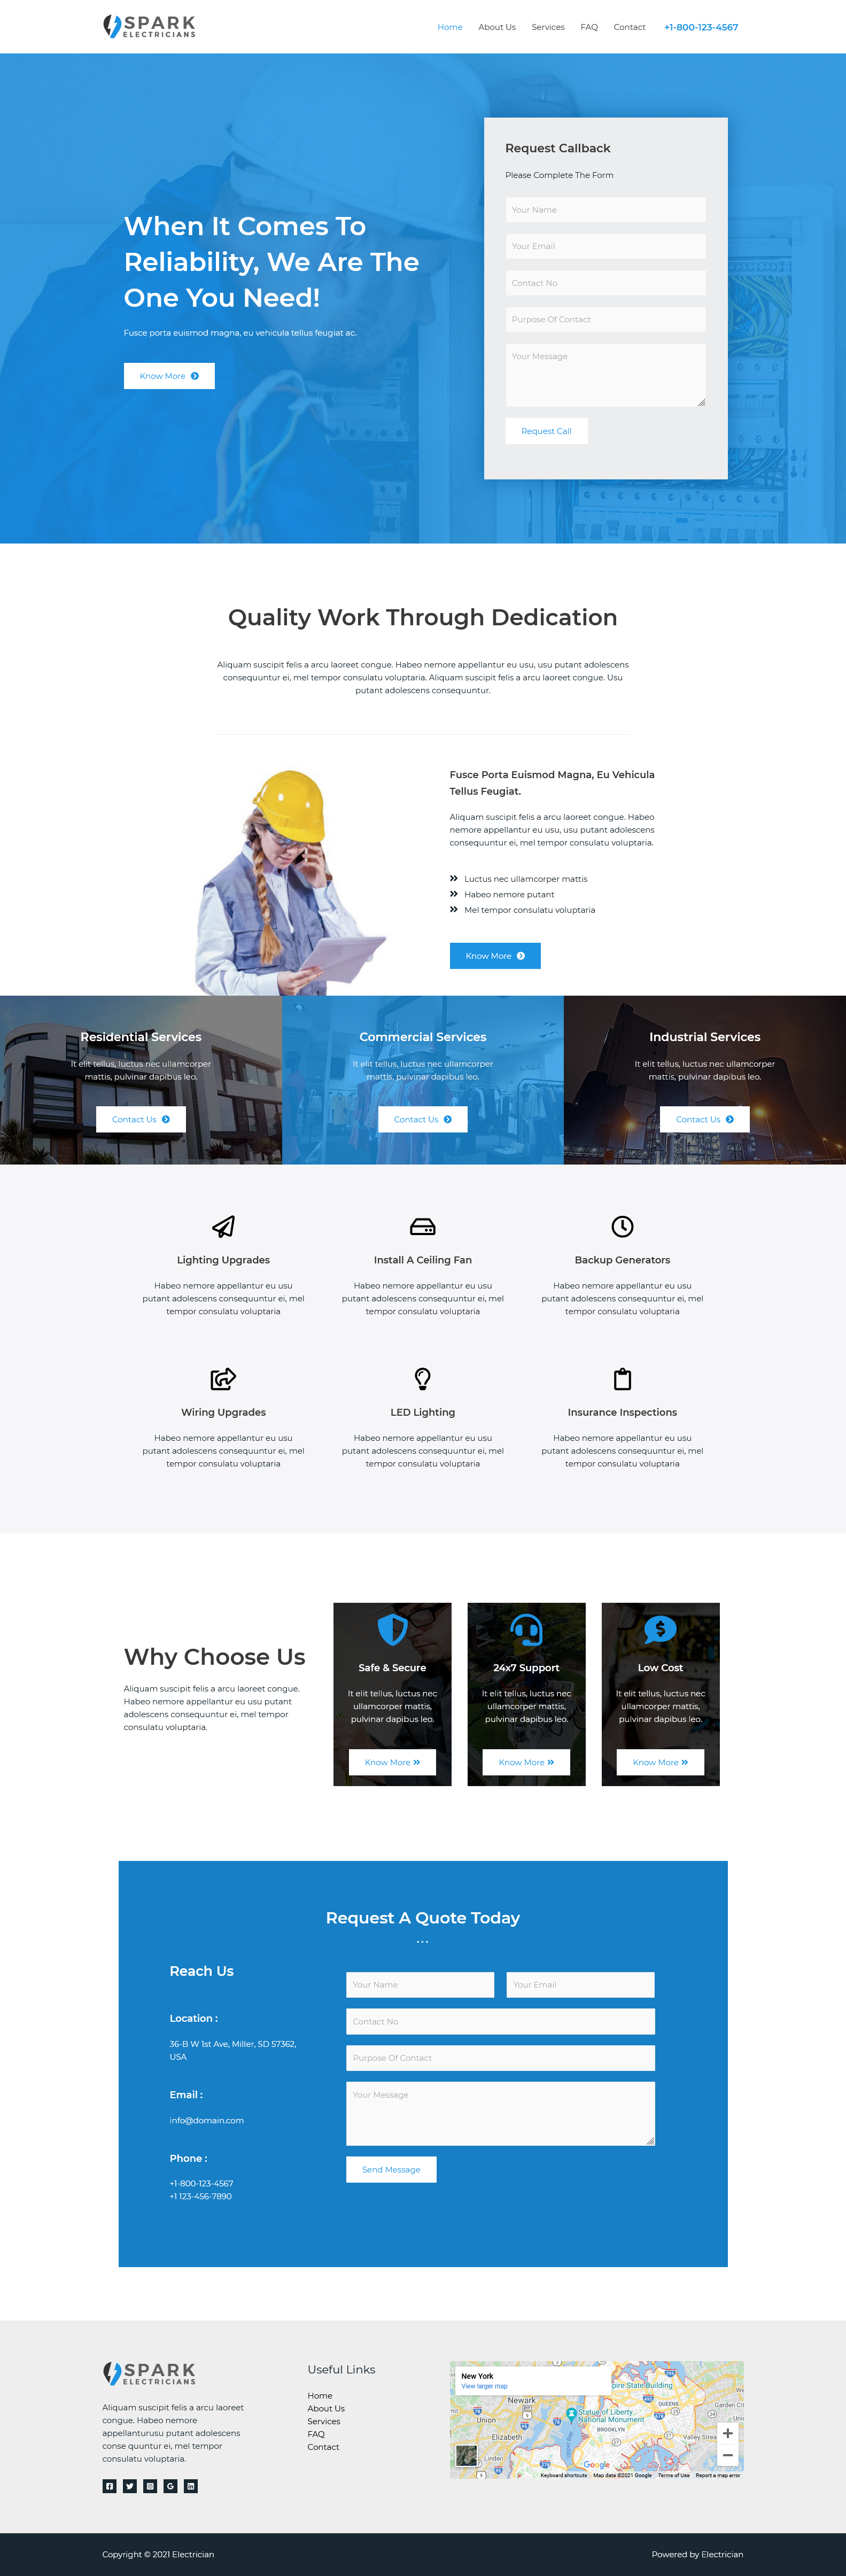 SPARK
ELECTRICIANS
Home
About Us
Services
FAQ
Contact
+1-800-123-4567
When It Comes To
Reliability, We Are The
One You Need!
Fusce porta euismod magna, eu vehicula tellus feugiat ac.
Know More
Request Callback
Please Complete The Form
Your Name
Your Email
Contact No
Purpose Of Contact
Your Message
Request Call
Quality Work Through Dedication
Aliquam suscipit felis a arcu laoreet congue. Habeo nemore appellantur eu usu, usu putant adolescens
consequuntur ei, mel tempor consulatu voluptaria. Aliquam suscipit felis a arcu laoreet congue. Usu
putant adolescens consequuntur.
Fusce Porta Euismod Magna, Eu Vehicula
Tellus Feugiat.
Aliquam suscipit felis a arcu laoreet congue. Habeo
nemore appellantur eu usu, usu putant adolescens
consequuntur ei, mel tempor consulatu voluptaria.
Luctus nec ullamcorper mattis
Habeo nemore putant
Mel tempor consulatu voluptaria
Know More
Residential Services
It elit tellus, luctus nec ullamcorper
mattis, pulvinar dapibus leo.
Contact Us
Commercial Services
It elit tellus, luctus nec ullamcorper
mattis, pulvinar dapibus leo.
Contact Us
Industrial Services
It elit tellus, luctus nec ullamcorper
mattis, pulvinar dapibus leo.
Contact Us
Lighting Upgrades
Habeo nemore appellantur eu usu
putant adolescens consequuntur ei, mel
tempor consulatu voluptaria
Install A Ceiling Fan
Habeo nemore appellantur eu usu
putant adolescens consequuntur ei, mel
tempor consulatu voluptaria
Backup Generators
Habeo nemore appellantur eu usu
putant adolescens consequuntur ei, mel
tempor consulatu voluptaria
Wiring Upgrades
Habeo nemore appellantur eu usu
putant adolescens consequuntur ei, mel
tempor consulatu voluptaria
LED Lighting
Habeo nemore appellantur eu usu
putant adolescens consequuntur ei, mel
tempor consulatu voluptaria
Insurance Inspections
Habeo nemore appellantur eu usu
putant adolescens consequuntur ei, mel
tempor consulatu voluptaria
Why Choose Us
Aliquam suscipit felis a arcu laoreet congue.
Habeo nemore appellantur eu usu putant
adolescens consequuntur ei, mel tempor
consulatu voluptaria.
Safe & Secure
It elit tellus, luctus nec
ullamcorper mattis,
pulvinar dapibus leo.
Know More
24x7 Support
It elit tellus, luctus nec
ullamcorper mattis,
pulvinar dapibus leo.
Know More
Low Cost
It elit tellus, luctus nec
ullamcorper mattis,
pulvinar dapibus leo.
Know More
Request A Quote Today
...
Reach Us
Location :
36-B W 1st Ave, Miller, SD 57362,
USA
Email :
info@domain.com
Phone :
+1-800-123-4567
+1 123-456-7890
Your Name
Your Email
Contact No
Purpose Of Contact
Your Message
Send Message
SPARK
ELECTRICIANS
Aliquam suscipit felis a arcu laoreet
congue. Habeo nemore
appellanturusu putant adolescens
conse quuntur ei, mel tempor
consulatu voluptaria.
Useful Links
Home
About Us
Services
FAQ
Contact
New York
View larger map
Newark
Union
Elizabeth
Linden
Statue of Liberty
National Monument
BROOKLYN
QUEENS
Garden City
Valley Stream
Google
Keyboard shortcuts
Map data ©2021 Google
Terms of Use
Report a map error
Copyright © 2021 Electrician
Powered by Electrician